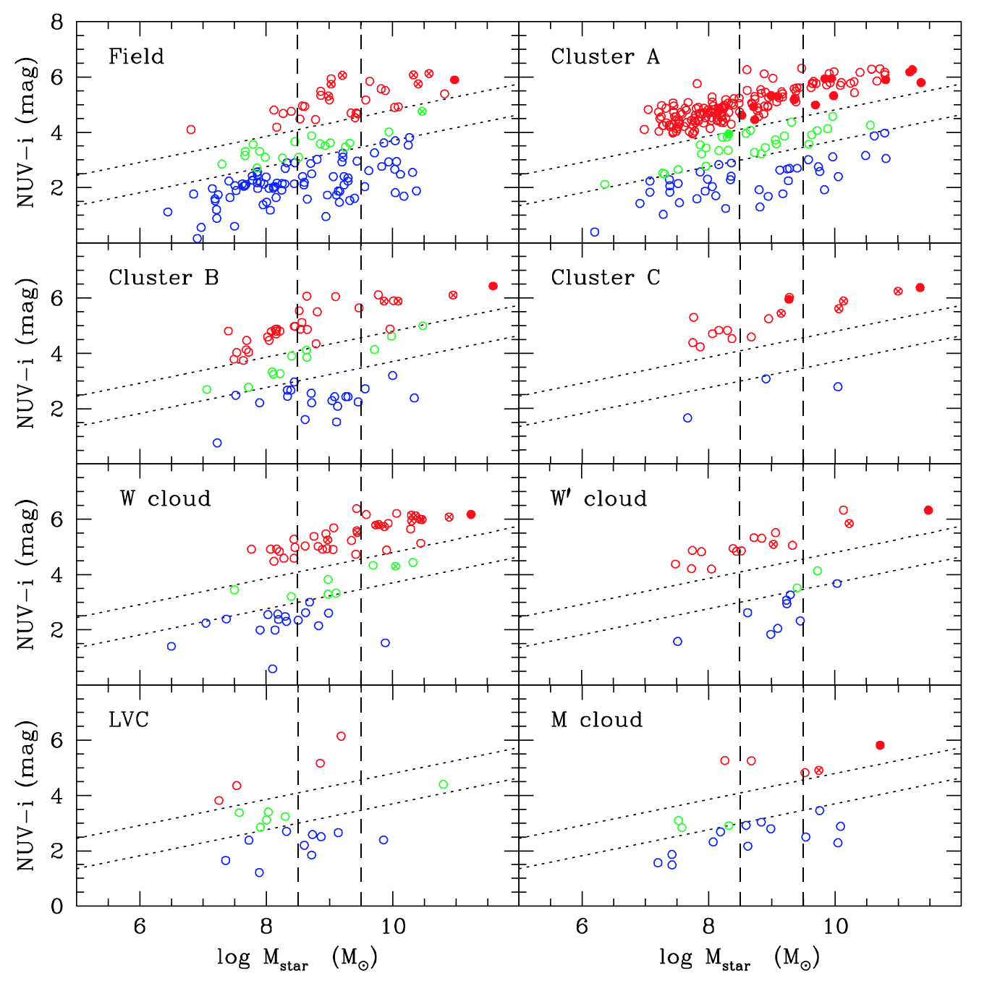 8
Field
Cluster A
NUV−i (mag)
6
4
2
Cluster B
Cluster C
NUV−i (mag)
6
4
2
W cloud
W′ cloud
NUV−i (mag)
6
4
2
LVC
M cloud
NUV−i (mag)
6
4
2
0
6 8 10 6 8 10
log M_star (M_⊙) log M_star (M_⊙)